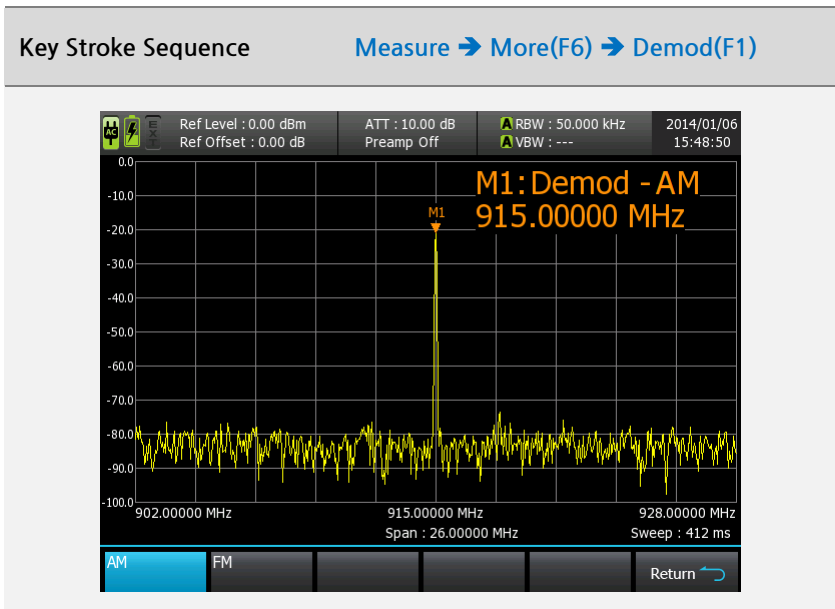 Key Stroke Sequence
Measure ➔ More(F6) ➔ Demod(F1)
AC
EXT
Ref Level : 0.00 dBm
Ref Offset : 0.00 dB
ATT : 10.00 dB
Preamp Off
A RBW : 50.000 kHz
A VBW : ---
2014/01/06
15:48:50
M1:Demod - AM
915.00000 MHz
M1
0.0
-10.0
-20.0
-30.0
-40.0
-50.0
-60.0
-70.0
-80.0
-90.0
-100.0
902.00000 MHz
915.00000 MHz
928.00000 MHz
Span : 26.00000 MHz
Sweep : 412 ms
AM
FM
Return